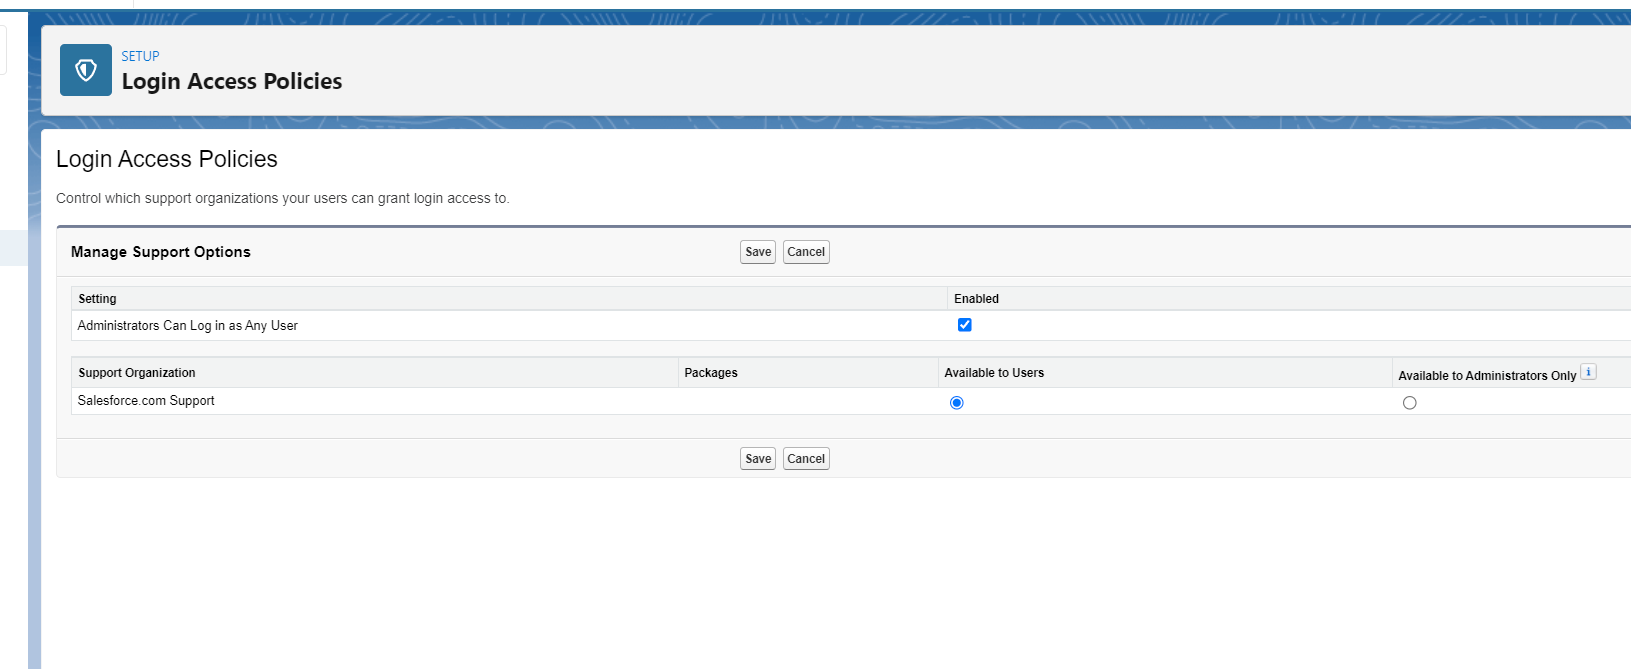 SETUP
Login Access Policies
Login Access Policies
Control which support organizations your users can grant login access to.
Manage Support Options Save Cancel
Setting Enabled
Administrators Can Log in as Any User
Support Organization Packages Available to Users Available to Administrators Only i
Salesforce.com Support
Save Cancel